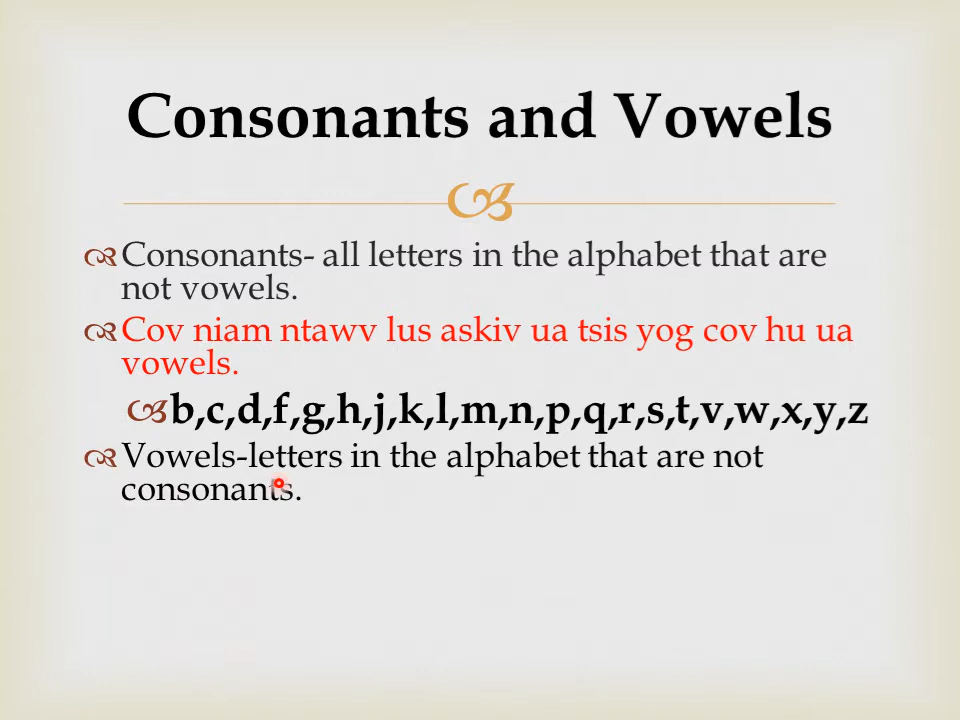 Consonants and Vowels
Consonants- all letters in the alphabet that are
not vowels.
Cov niam ntawv lus askiv ua tsis yog cov hu ua
vowels.
b,c,d,f,g,h,j,k,l,m,n,p,q,r,s,t,v,w,x,y,z
Vowels-letters in the alphabet that are not
consonants.